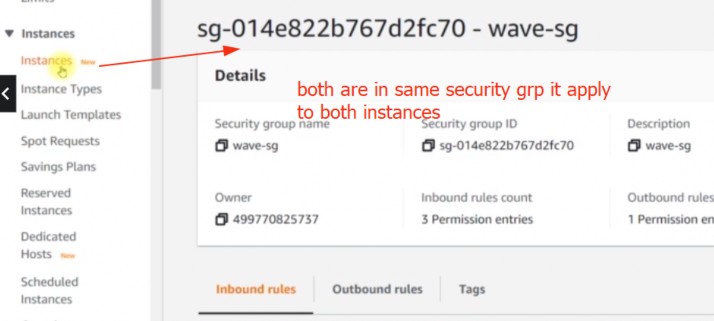 Instances
Instances New
Instance Types
Launch Templates
Spot Requests
Savings Plans
Reserved
Instances
Dedicated
Hosts New
Scheduled
Instances
sg-014e822b767d2fc70 - wave-sg
Details
both are in same security grp it apply
to both instances
Security group name
wave-sg
Security group ID
sg-014e822b767d2fc70
Description
wave-sg
Owner
499770825737
Inbound rules count
3 Permission entries
Outbound rules
1 Permission en
Inbound rules
Outbound rules
Tags